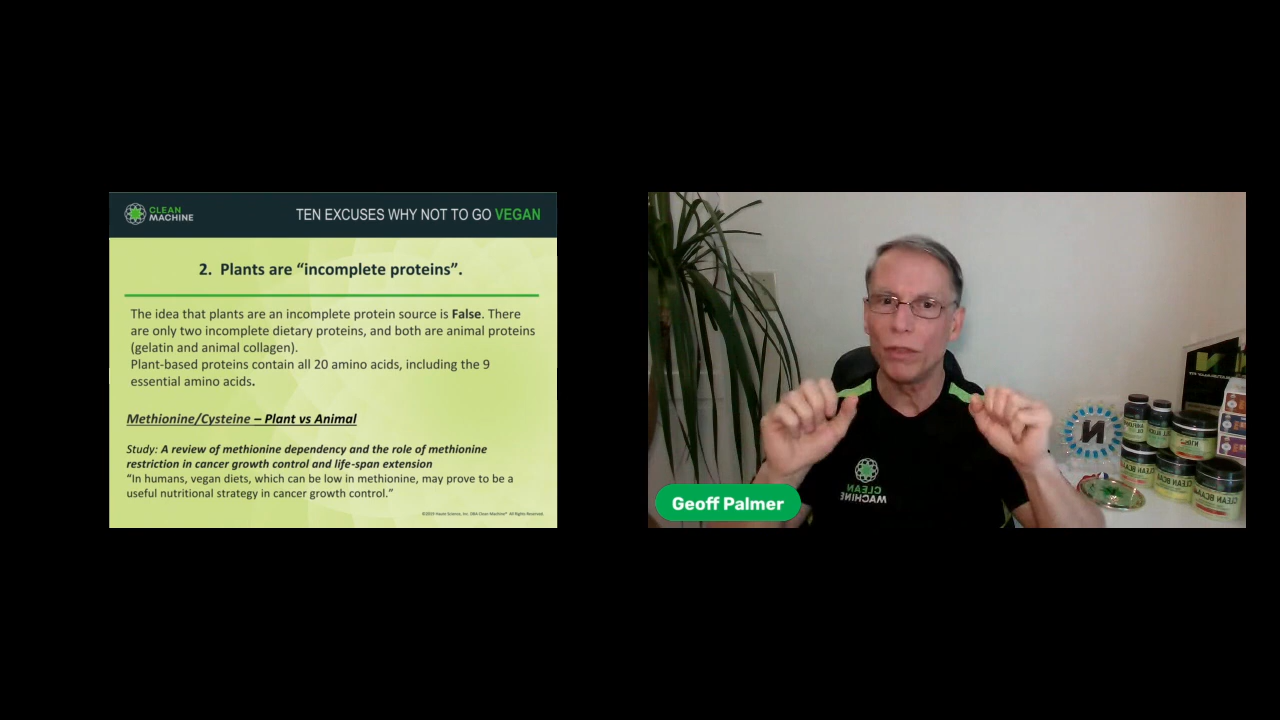 CLEAN
MACHINE
TEN EXCUSES WHY NOT TO GO VEGAN
2. Plants are “incomplete proteins”.
The idea that plants are an incomplete protein source is False. There
are only two incomplete dietary proteins, and both are animal proteins
(gelatin and animal collagen).
Plant-based proteins contain all 20 amino acids, including the 9
essential amino acids.
Methionine/Cysteine – Plant vs Animal
Study: A review of methionine dependency and the role of methionine
restriction in cancer growth control and life-span extension
“In humans, vegan diets, which can be low in methionine, may prove to be a
useful nutritional strategy in cancer growth control.”
Geoff Palmer
CLEAN
MACHINE
N
CLEAN BCAA
CLEAN BCAA